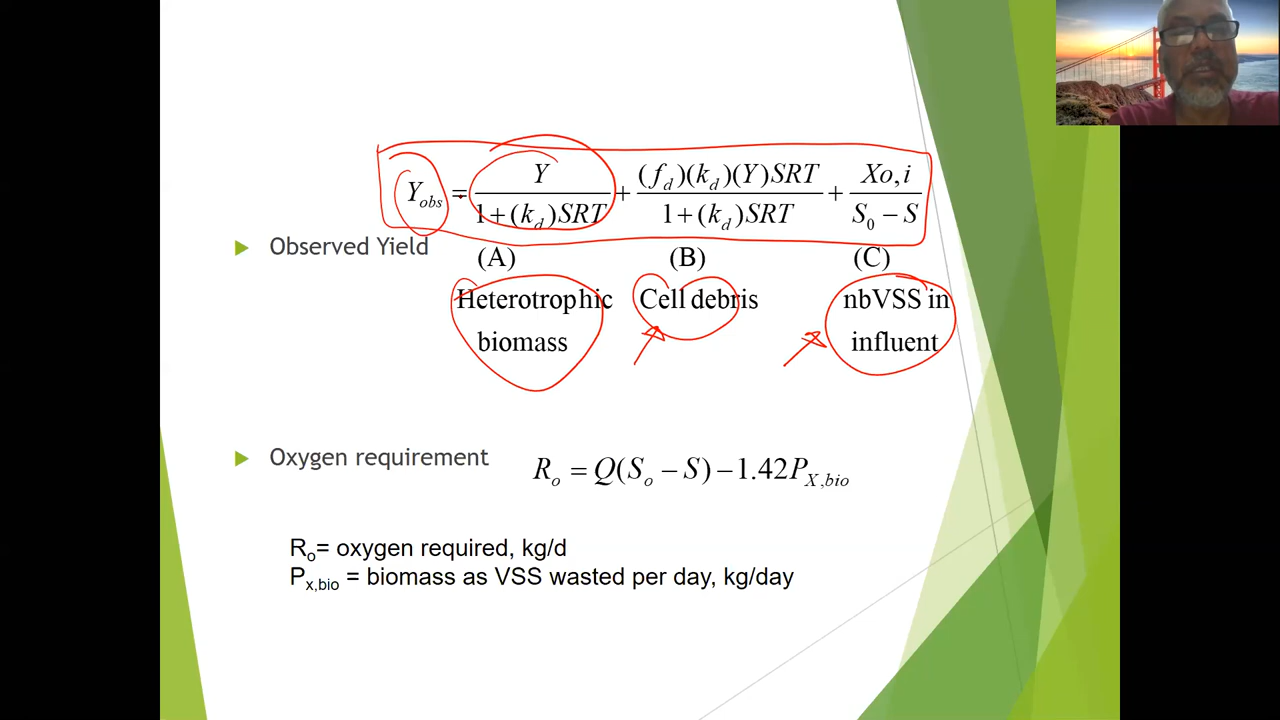 Y_obs = Y / (1 + (k_d)SRT) + (f_d)(k_d)(Y)SRT / (1 + (k_d)SRT) + Xo,i / (S_0 − S)
Observed Yield
(A) (B) (C)
Heterotrophic Cell debris nbVSS in
biomass influent
Oxygen requirement R_o = Q(S_o − S) − 1.42P_X,bio
R_o= oxygen required, kg/d
P_x,bio = biomass as VSS wasted per day, kg/day